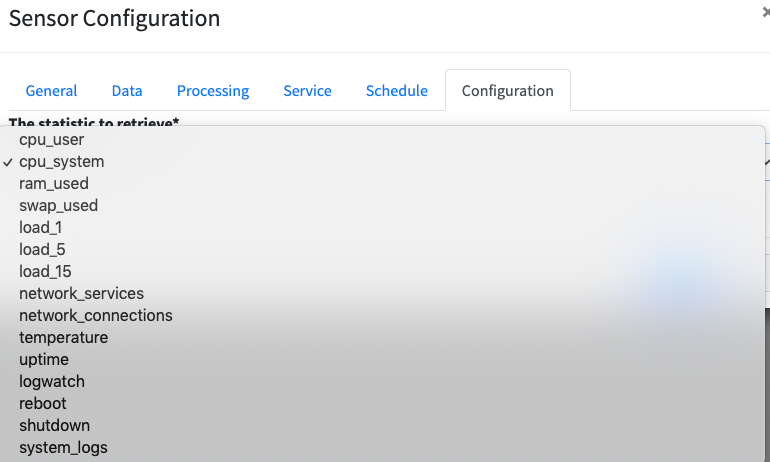 Sensor Configuration
General Data Processing Service Schedule Configuration
The statistic to retrieve*
cpu_user
cpu_system
ram_used
swap_used
load_1
load_5
load_15
network_services
network_connections
temperature
uptime
logwatch
reboot
shutdown
system_logs